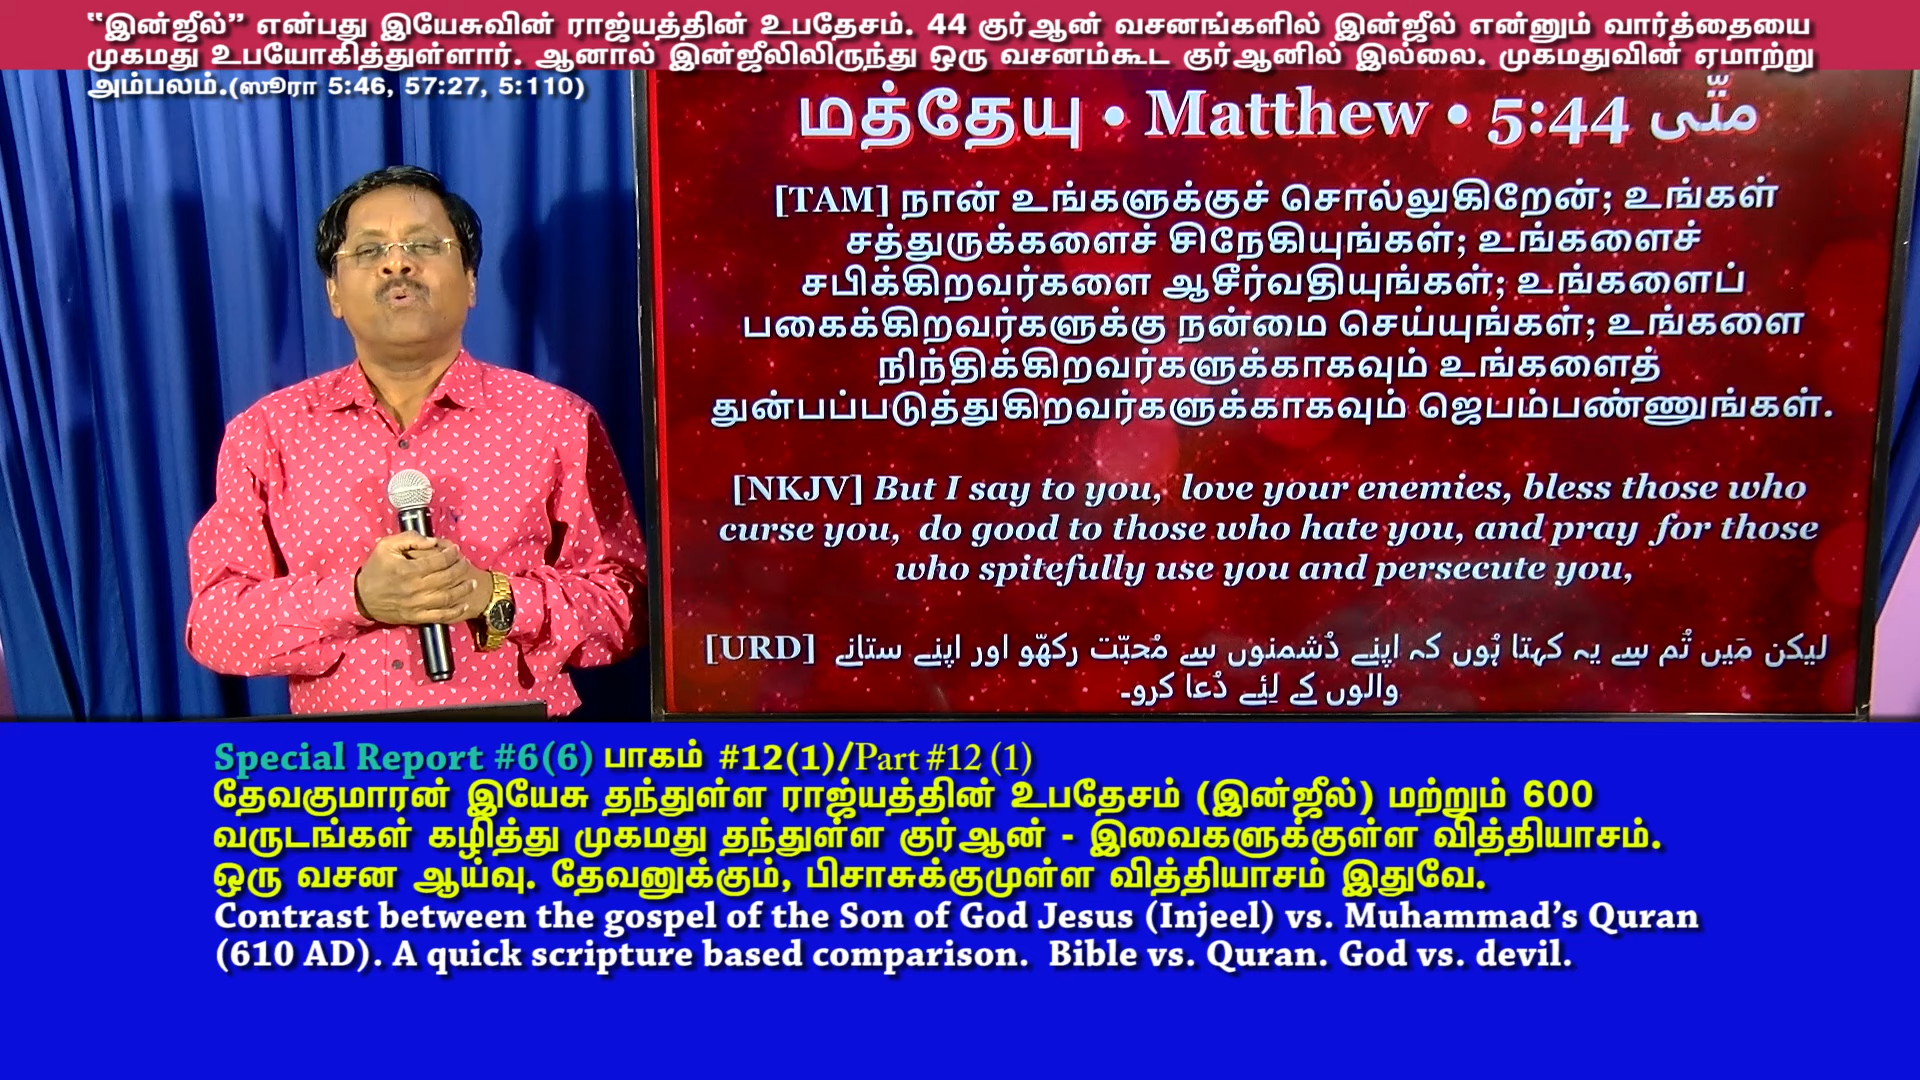 “இன்ஜீல்” என்பது இயேசுவின் ராஜ்யத்தின் உபதேசம். 44 குர்ஆன் வசனங்களில் இன்ஜீல் என்னும் வார்த்தையை
முகமது உபயோகித்துள்ளார். ஆனால் இன்ஜீலிலிருந்து ஒரு வசனம்கூட குர்ஆனில் இல்லை. முகமதுவின் ஏமாற்று
அம்பலம்.(ஸூரா 5:46, 57:27, 5:110)
மத்தேயு • Matthew • 5:44 متّی
[TAM] நான் உங்களுக்குச் சொல்லுகிறேன்; உங்கள்
சத்துருக்களைச் சிநேகியுங்கள்; உங்களைச்
சபிக்கிறவர்களை ஆசீர்வதியுங்கள்; உங்களைப்
பகைக்கிறவர்களுக்கு நன்மை செய்யுங்கள்; உங்களை
நிந்திக்கிறவர்களுக்காகவும் உங்களைத்
துன்பப்படுத்துகிறவர்களுக்காகவும் ஜெபம்பண்ணுங்கள்.
[NKJV] But I say to you, love your enemies, bless those who
curse you, do good to those who hate you, and pray for those
who spitefully use you and persecute you,
[URD] لیکن مَیں تُم سے یہ کہتا ہُوں کہ اپنے دُشمنوں سے مُحبّت رکھّو اور اپنے ستانے
والوں کے لِئے دُعا کرو۔
Special Report #6(6) பாகம் #12(1)/Part #12 (1)
தேவகுமாரன் இயேசு தந்துள்ள ராஜ்யத்தின் உபதேசம் (இன்ஜீல்) மற்றும் 600
வருடங்கள் கழித்து முகமது தந்துள்ள குர்ஆன் - இவைகளுக்குள்ள வித்தியாசம்.
ஒரு வசன ஆய்வு. தேவனுக்கும், பிசாசுக்குமுள்ள வித்தியாசம் இதுவே.
Contrast between the gospel of the Son of God Jesus (Injeel) vs. Muhammad’s Quran
(610 AD). A quick scripture based comparison. Bible vs. Quran. God vs. devil.